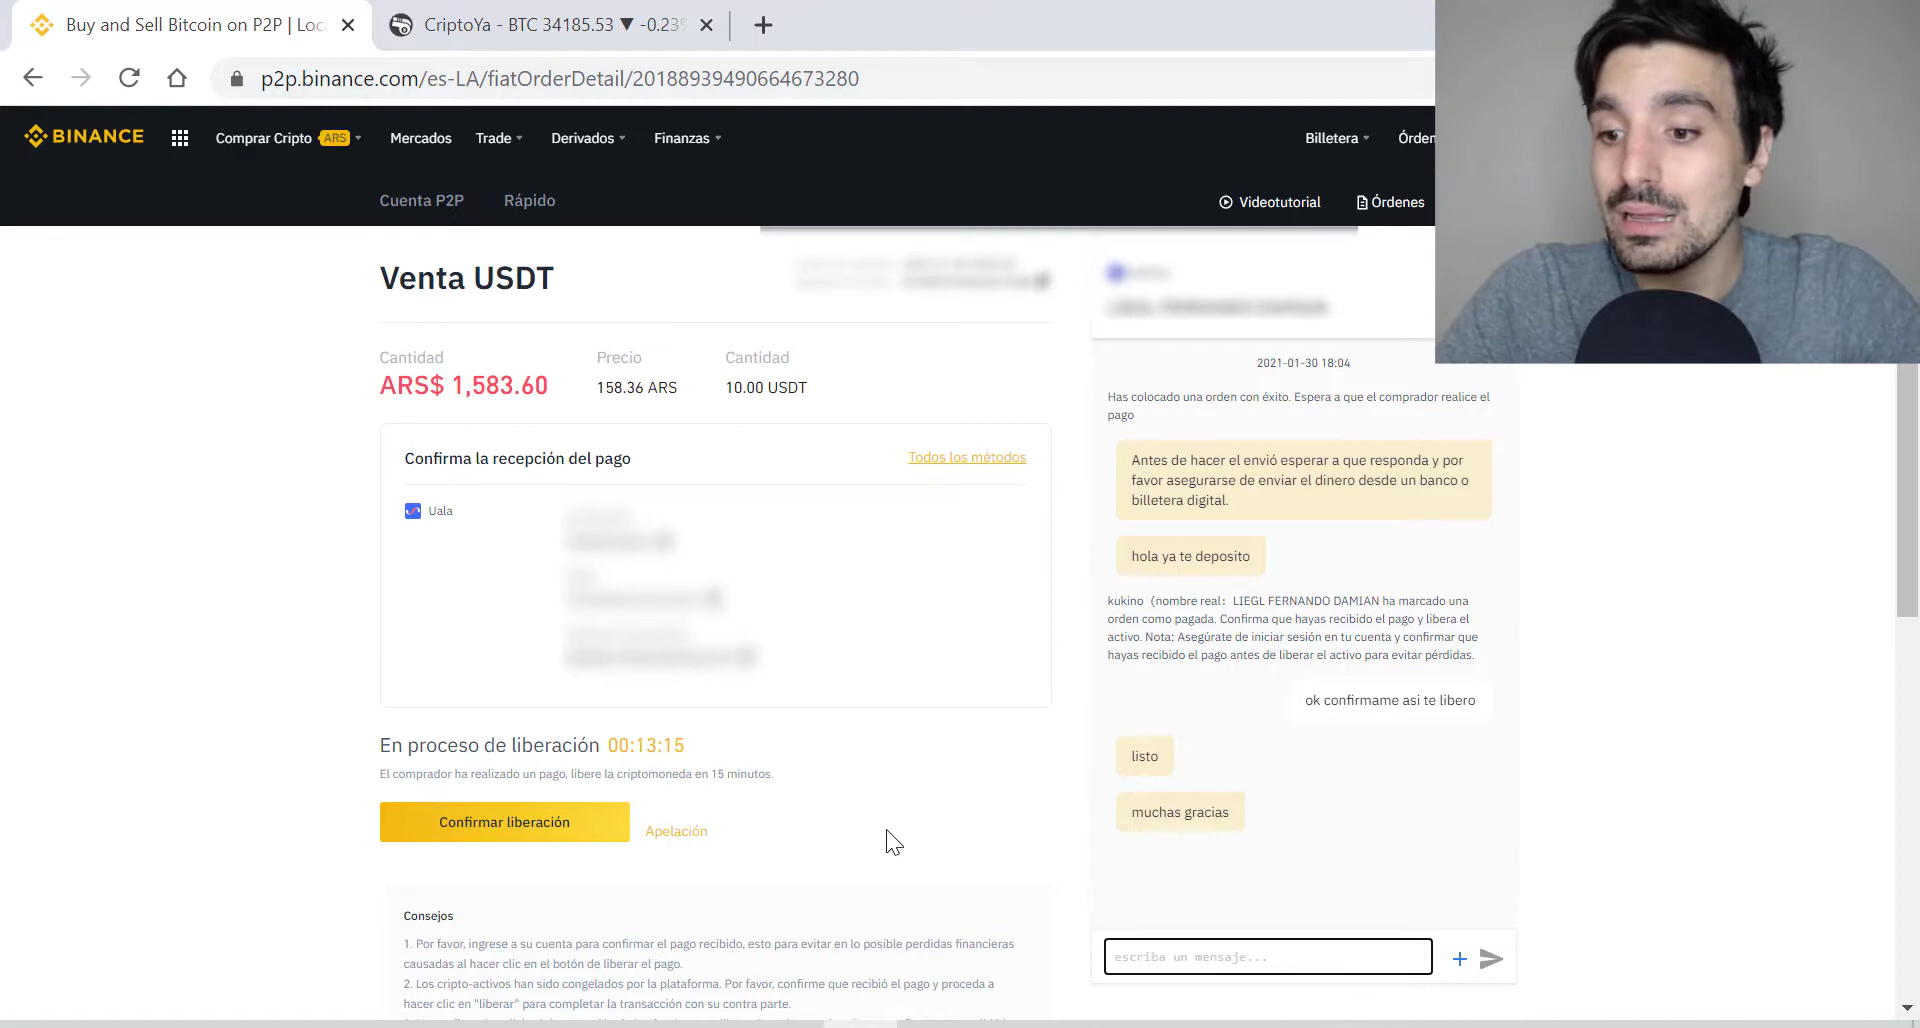 Buy and Sell Bitcoin on P2P | Loc
CriptoYa - BTC 34185.53 ▼ -0.23%
p2p.binance.com/es-LA/fiatOrderDetail/20188939490664673280
BINANCE
Comprar Cripto ARS
Mercados
Trade
Derivados
Finanzas
Billetera
Órden
Cuenta P2P
Rápido
Videotutorial
Órdenes
Venta USDT
Cantidad
Precio
Cantidad
ARS$ 1,583.60
158.36 ARS
10.00 USDT
Confirma la recepción del pago
Todos los métodos
Uala
En proceso de liberación 00:13:15
El comprador ha realizado un pago, libere la criptomoneda en 15 minutos.
Confirmar liberación
Apelación
Consejos
1. Por favor, ingrese a su cuenta para confirmar el pago recibido, esto para evitar en lo posible perdidas financieras
causadas al hacer clic en el botón de liberar el pago.
2. Los cripto-activos han sido congelados por la plataforma. Por favor, confirme que recibió el pago y proceda a
hacer clic en "liberar" para completar la transacción con su contra parte.
2021-01-30 18:04
Has colocado una orden con éxito. Espera a que el comprador realice el
pago
Antes de hacer el envió esperar a que responda y por
favor asegurarse de enviar el dinero desde un banco o
billetera digital.
hola ya te deposito
kukino (nombre real: LIEGL FERNANDO DAMIAN ha marcado una
orden como pagada. Confirma que hayas recibido el pago y libera el
activo. Nota: Asegúrate de iniciar sesión en tu cuenta y confirmar que
hayas recibido el pago antes de liberar el activo para evitar pérdidas.
ok confirmame asi te libero
listo
muchas gracias
escriba un mensaje...